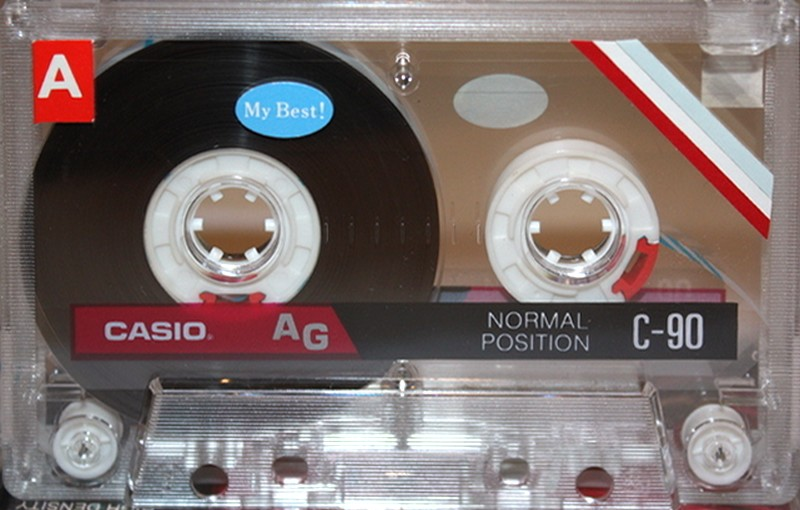 A
My Best!
CASIO AG
NORMAL POSITION C-90